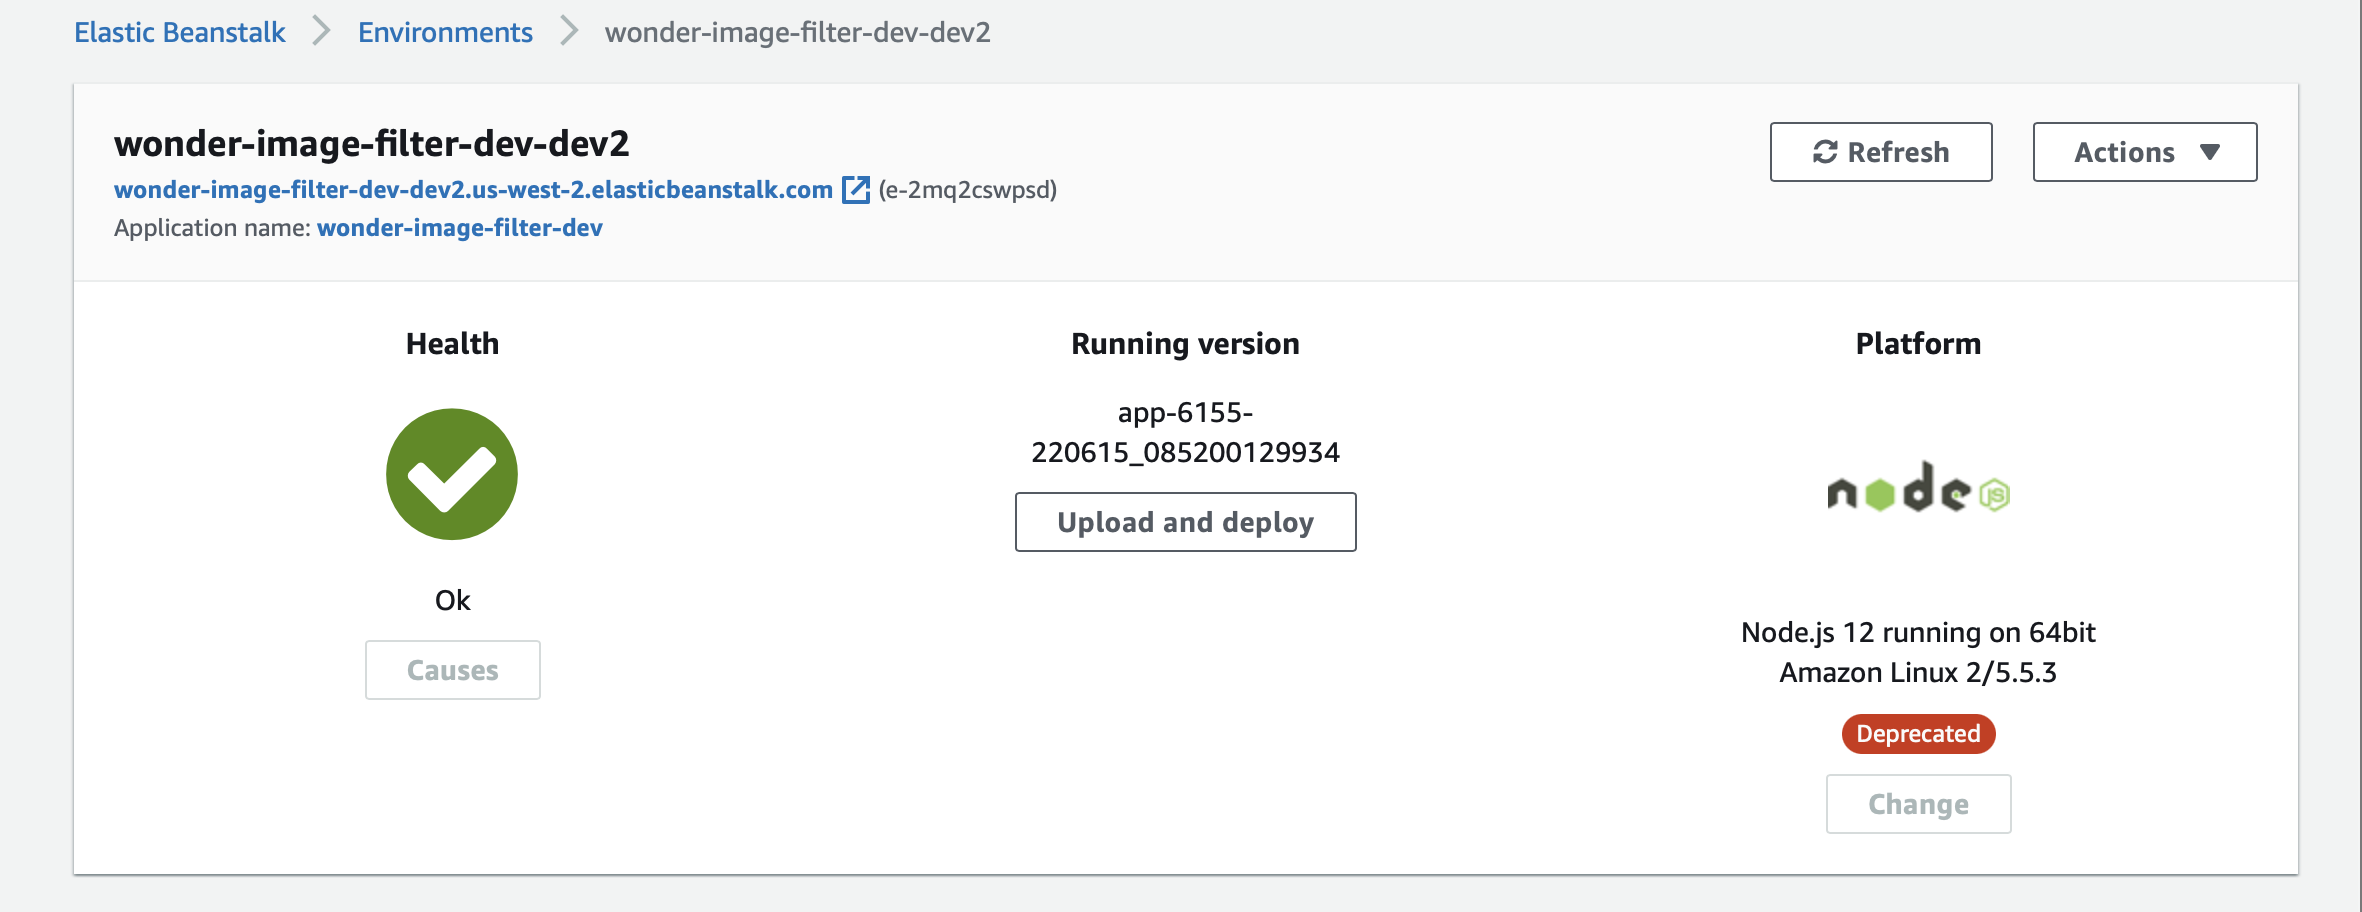 Elastic Beanstalk > Environments > wonder-image-filter-dev-dev2
wonder-image-filter-dev-dev2
wonder-image-filter-dev-dev2.us-west-2.elasticbeanstalk.com (e-2mq2cswpsd)
Application name: wonder-image-filter-dev
Refresh
Actions
Health
Ok
Causes
Running version
app-6155-
220615_085200129934
Upload and deploy
Platform
node JS
Node.js 12 running on 64bit
Amazon Linux 2/5.5.3
Deprecated
Change